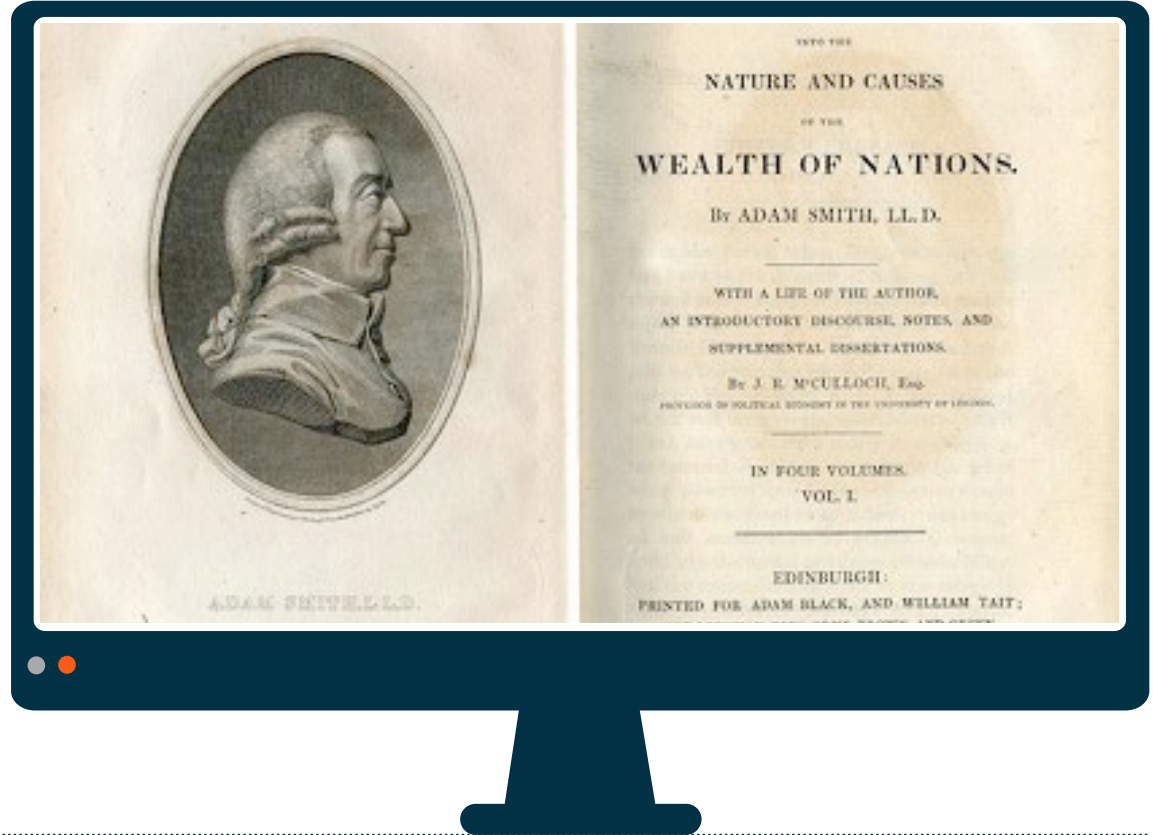 ADAM SMITH, L.L.D.
INTO THE
NATURE AND CAUSES
OF THE
WEALTH OF NATIONS.
By ADAM SMITH, LL. D.
WITH A LIFE OF THE AUTHOR,
AN INTRODUCTORY DISCOURSE, NOTES, AND
SUPPLEMENTAL DISSERTATIONS.
By J. R. MᶜCULLOCH, Esq.
PROFESSOR OF POLITICAL ECONOMY IN THE UNIVERSITY OF LONDON.
IN FOUR VOLUMES.
VOL. I.
EDINBURGH:
PRINTED FOR ADAM BLACK, AND WILLIAM TAIT;